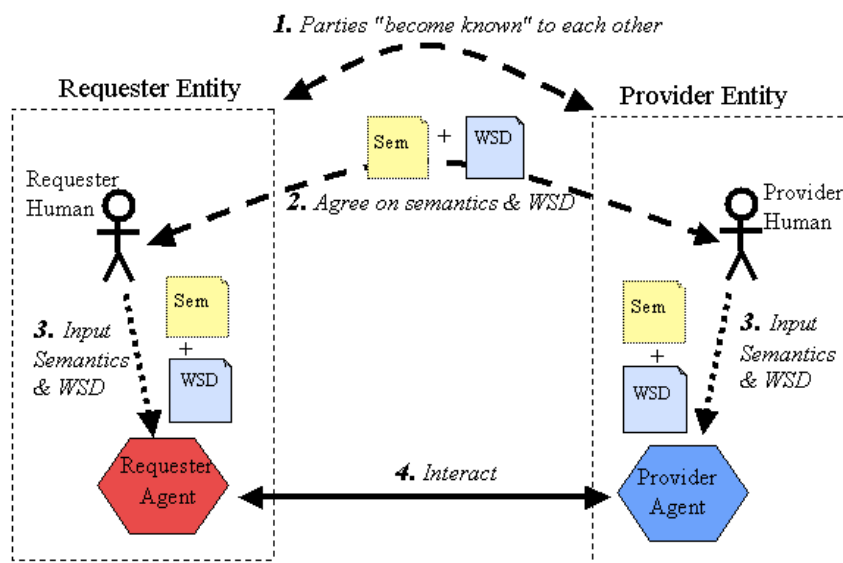 1. Parties "become known" to each other
Requester Entity
Provider Entity
Sem
+
WSD
Requester
Human
Provider
Human
2. Agree on semantics & WSD
Sem
+
WSD
3. Input
Semantics
& WSD
Sem
+
WSD
3. Input
Semantics
& WSD
Requester
Agent
4. Interact
Provider
Agent